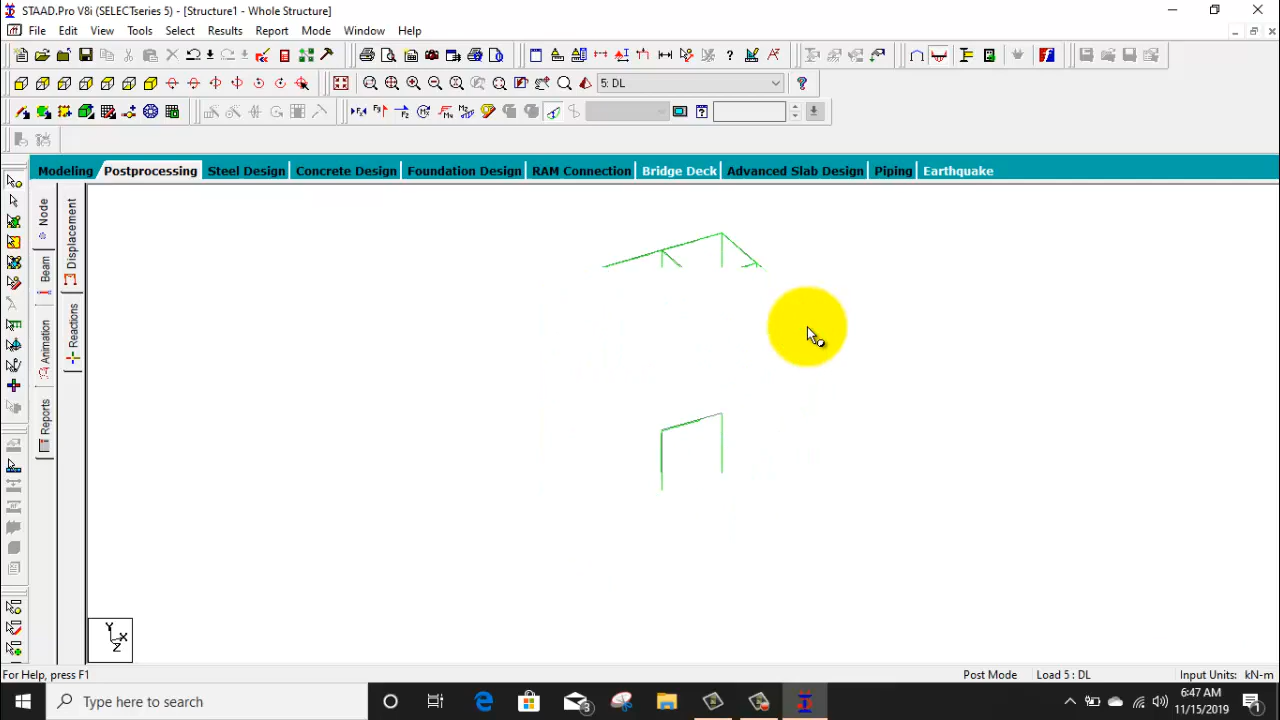 STAAD.Pro V8i (SELECTseries 5) - [Structure1 - Whole Structure]
File Edit View Tools Select Results Report Mode Window Help
5: DL
Modeling Postprocessing Steel Design Concrete Design Foundation Design RAM Connection Bridge Deck Advanced Slab Design Piping Earthquake
Node
Beam
Animation
Reports
Displacement
Reactions
Y
X
Z
For Help, press F1
Post Mode Load 5 : DL Input Units: kN-m
Type here to search
3
6:47 AM
11/15/2019
1